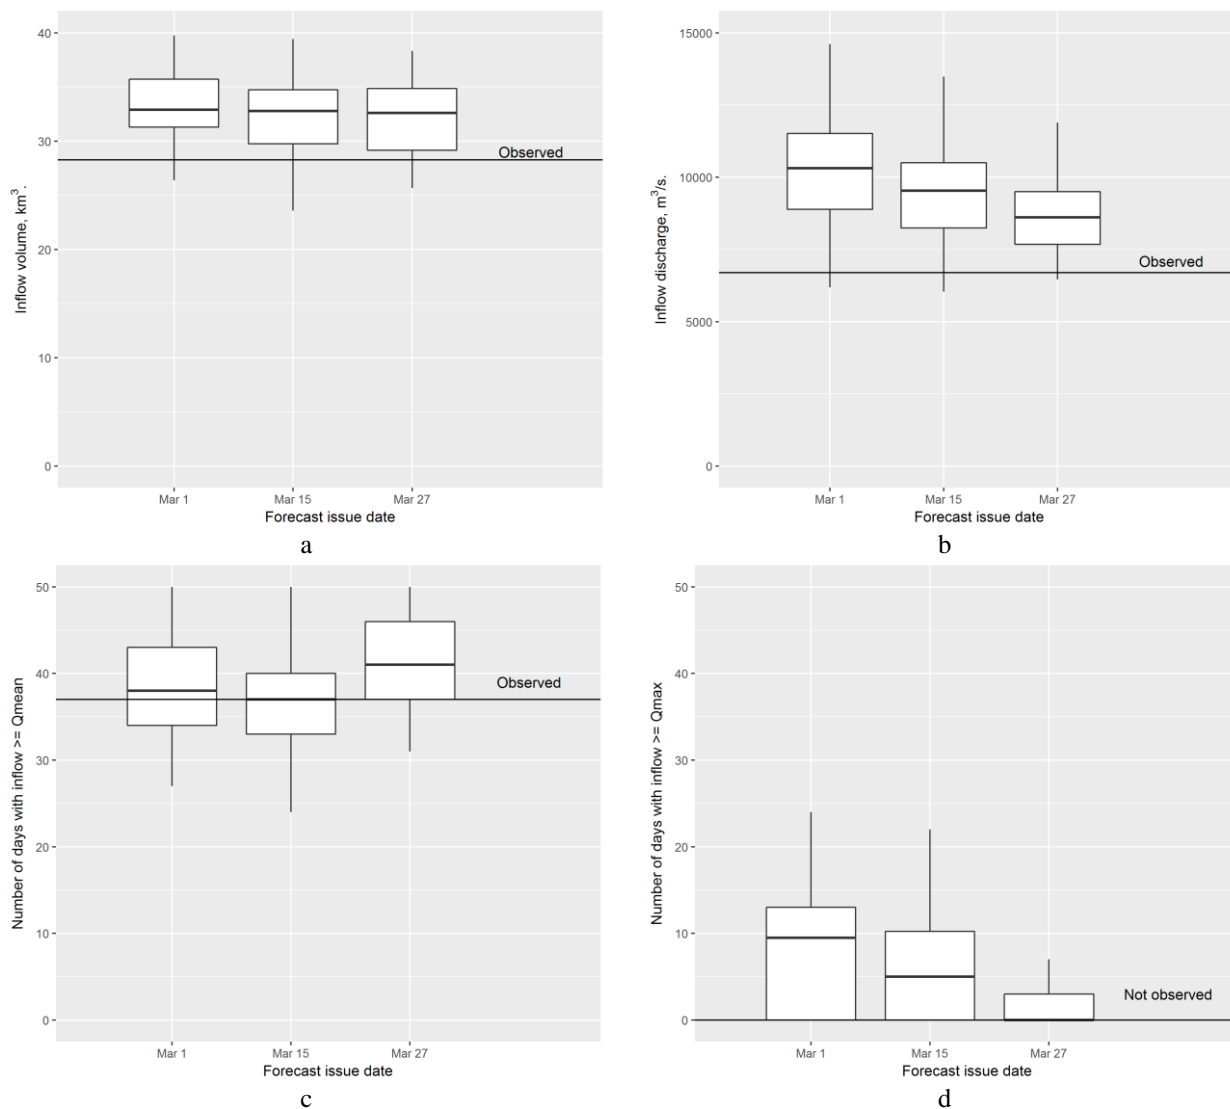 40
30
20
10
0
Inflow volume, km³.
Observed
Mar 1
Mar 15
Mar 27
Forecast issue date
a
15000
10000
5000
0
Inflow discharge, m³/s.
Observed
Mar 1
Mar 15
Mar 27
Forecast issue date
b
50
40
30
20
10
0
Number of days with inflow >= Qmean
Observed
Mar 1
Mar 15
Mar 27
Forecast issue date
c
50
40
30
20
10
0
Number of days with inflow >= Qmax
Not observed
Mar 1
Mar 15
Mar 27
Forecast issue date
d